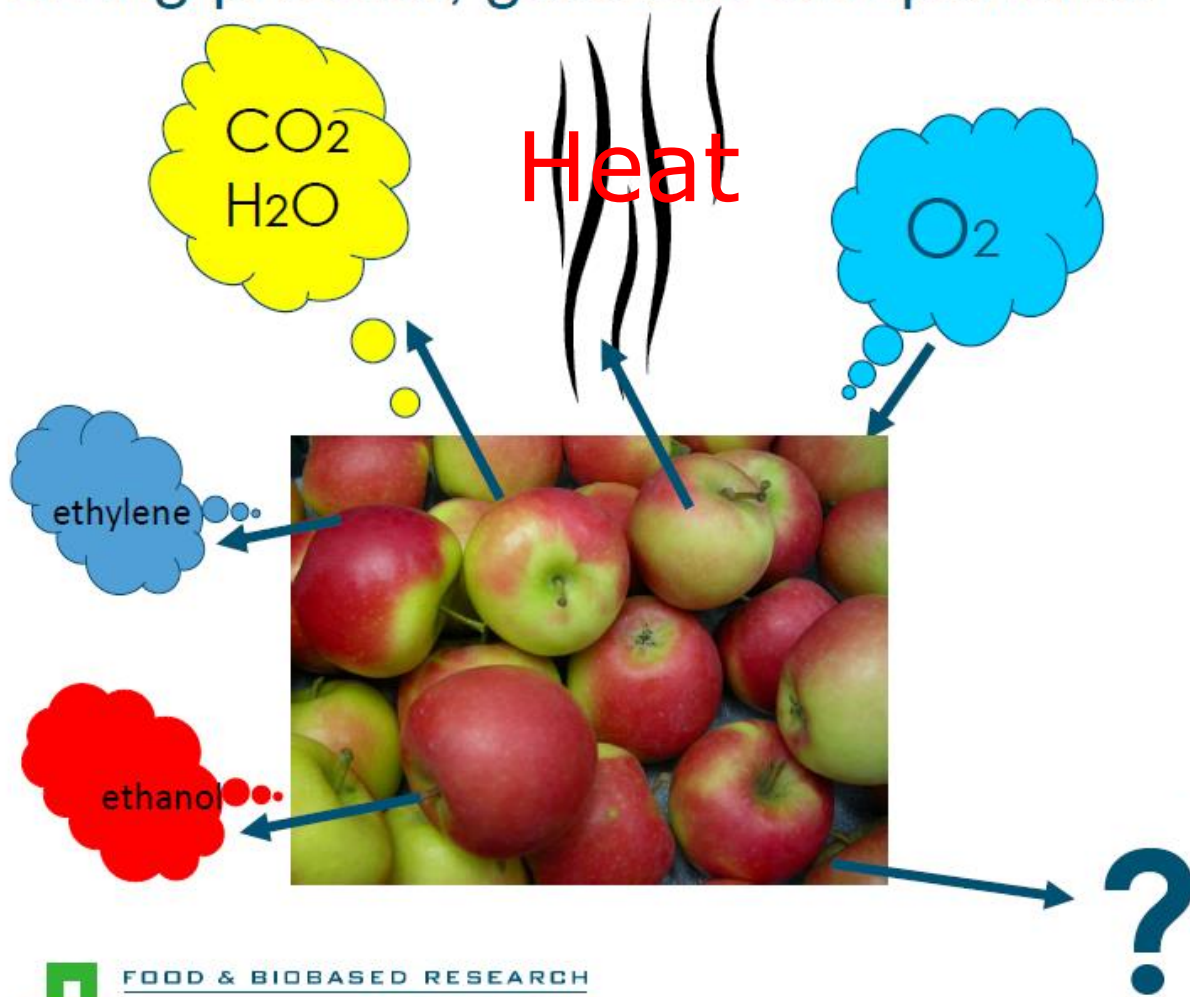 CO2
H2O
Heat
O2
ethylene
ethanol
?
FOOD & BIOBASED RESEARCH